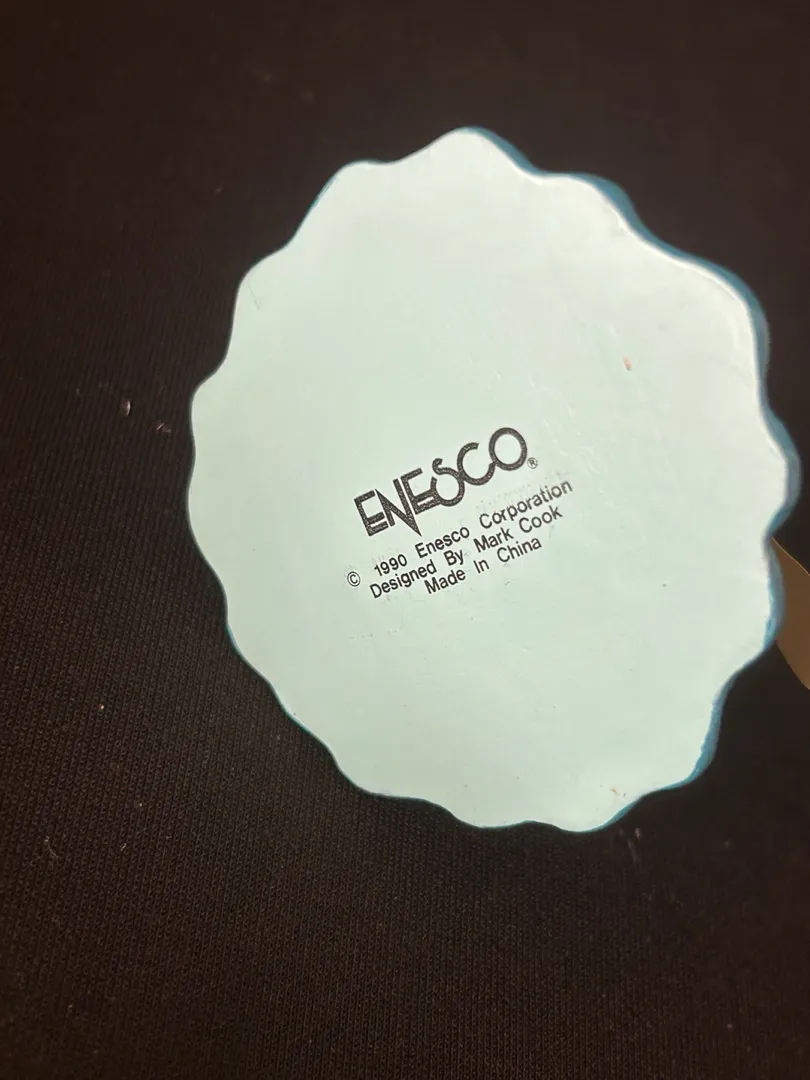 ENESCO®
© 1990 Enesco Corporation
Designed By Mark Cook
Made In China